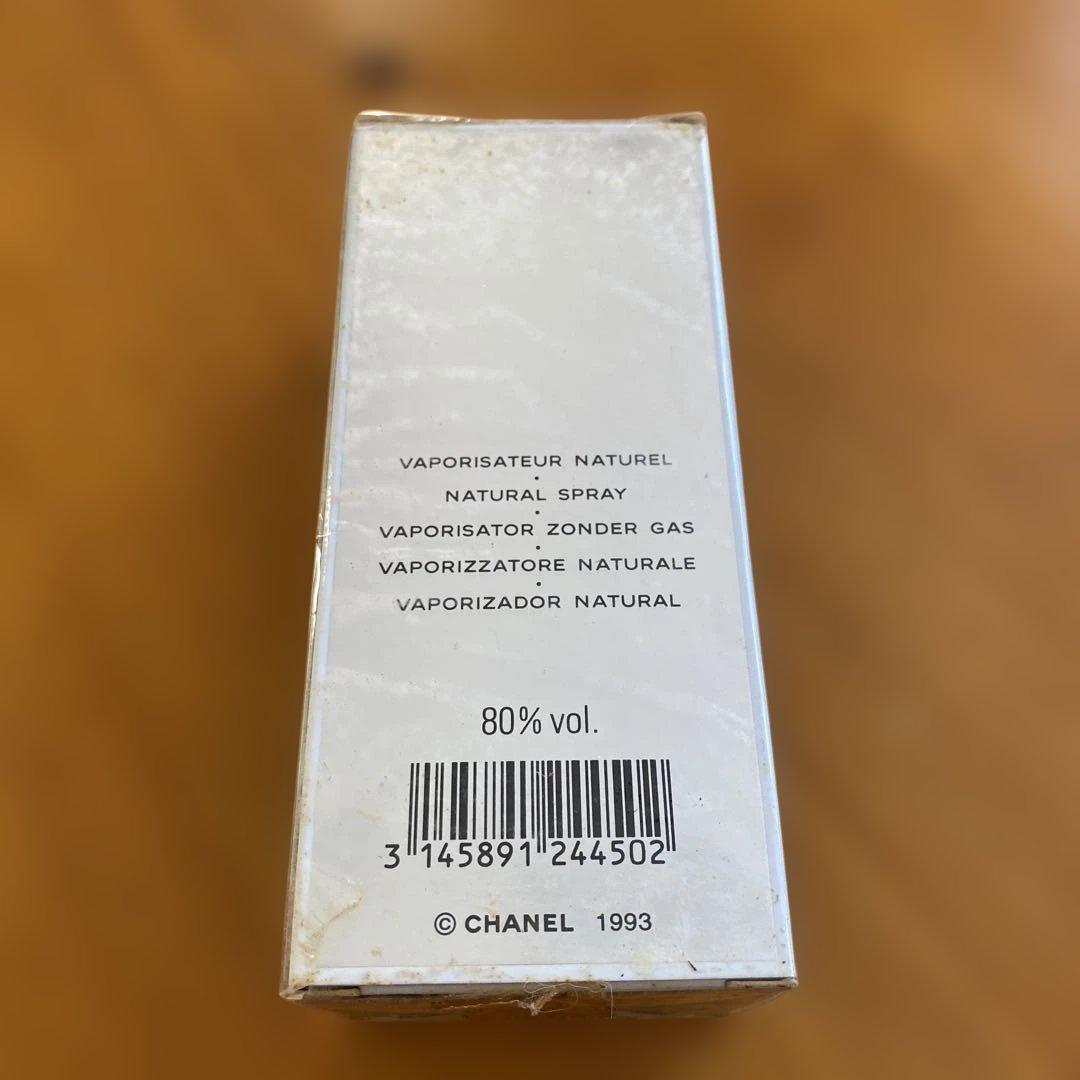 VAPORISATEUR NATUREL
•
NATURAL SPRAY
•
VAPORISATOR ZONDER GAS
•
VAPORIZZATORE NATURALE
•
VAPORIZADOR NATURAL
80% vol.
3 145891 244502
© CHANEL 1993